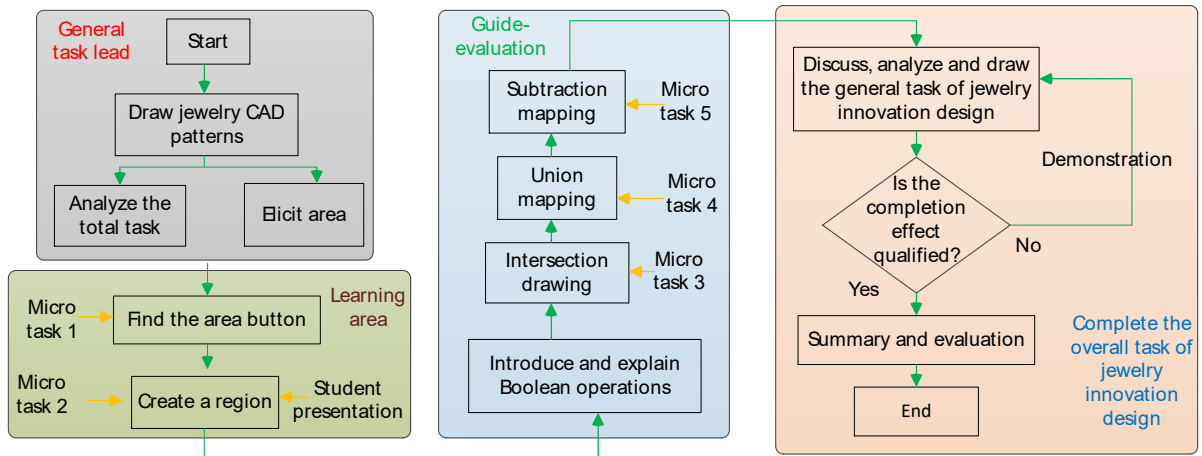 General
task lead
Start
Draw jewelry CAD
patterns
Analyze the
total task
Elicit area
Learning
area
Micro
task 1
Find the area button
Micro
task 2
Create a region
Student
presentation
Guide-
evaluation
Subtraction
mapping
Micro
task 5
Union
mapping
Micro
task 4
Intersection
drawing
Micro
task 3
Introduce and explain
Boolean operations
Discuss, analyze and draw
the general task of jewelry
innovation design
Demonstration
Is the
completion
effect
qualified?
No
Yes
Summary and evaluation
End
Complete the
overall task of
jewelry
innovation
design